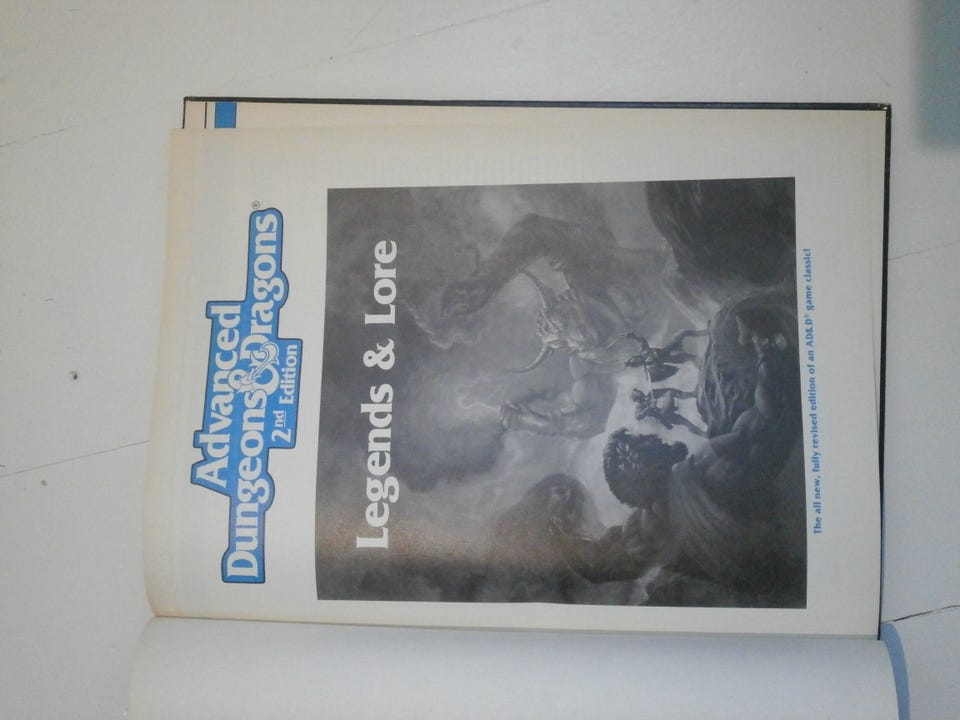 Advanced
Dungeons & Dragons®
2nd Edition
Legends & Lore
The all new, fully revised edition of an AD&D® game classic!